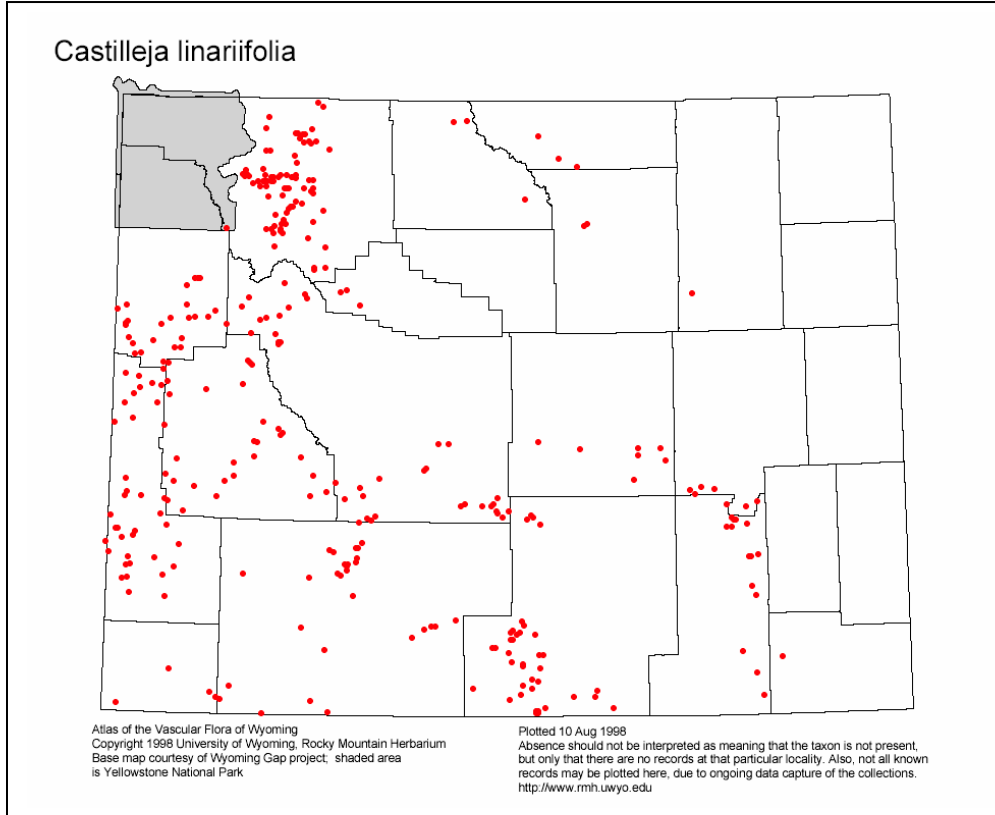 Castilleja linariifolia
Atlas of the Vascular Flora of Wyoming
Copyright 1998 University of Wyoming, Rocky Mountain Herbarium
Base map courtesy of Wyoming Gap project;  shaded area
is Yellowstone National Park
Plotted 10 Aug 1998
Absence should not be interpreted as meaning that the taxon is not present,
but only that there are no records at that particular locality. Also, not all known
records may be plotted here, due to ongoing data capture of the collections.
http://www.rmh.uwyo.edu